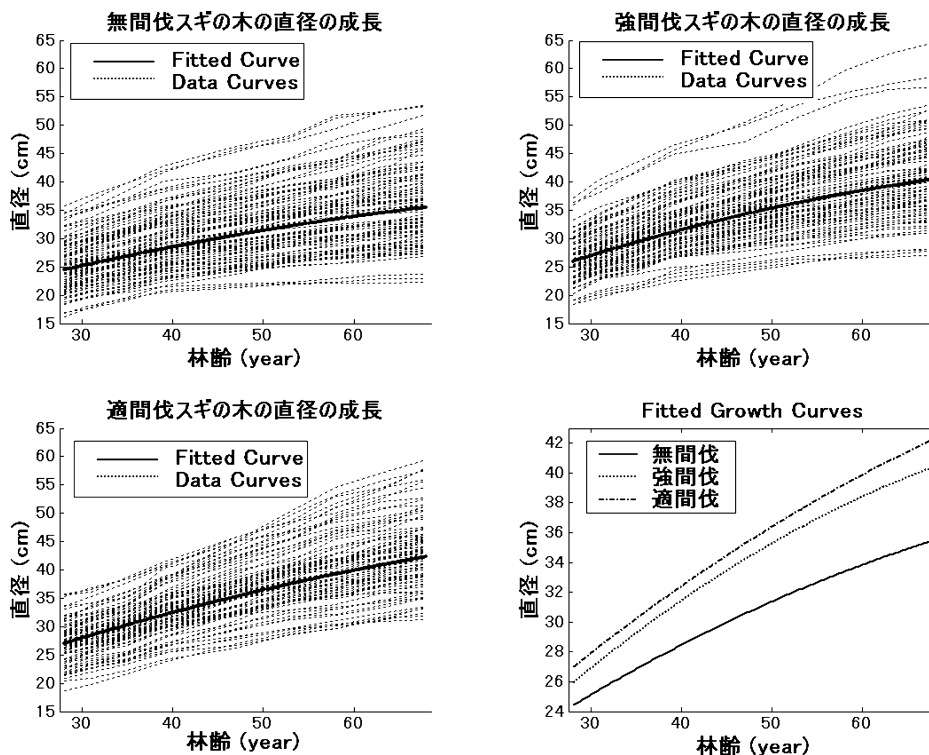 無間伐スギの木の直径の成長
65
60
55
50
45
40
35
30
25
20
15
直径 (cm)
Fitted Curve
Data Curves
30 40 50 60
林齢 (year)
強間伐スギの木の直径の成長
65
60
55
50
45
40
35
30
25
20
15
直径 (cm)
Fitted Curve
Data Curves
30 40 50 60
林齢 (year)
適間伐スギの木の直径の成長
65
60
55
50
45
40
35
30
25
20
15
直径 (cm)
Fitted Curve
Data Curves
30 40 50 60
林齢 (year)
Fitted Growth Curves
42
40
38
36
34
32
30
28
26
24
直径 (cm)
無間伐
強間伐
適間伐
30 40 50 60
林齢 (year)